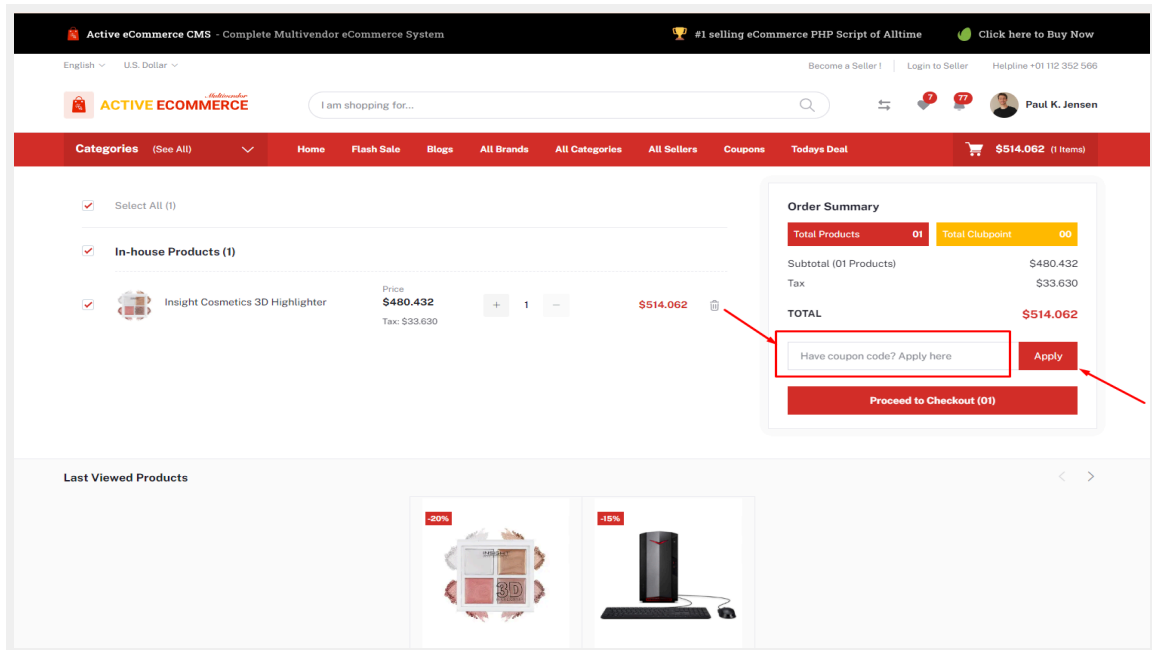 Active eCommerce CMS - Complete Multivendor eCommerce System
#1 selling eCommerce PHP Script of Alltime
Click here to Buy Now
English
U.S. Dollar
Become a Seller !
Login to Seller
Helpline +01 112 352 566
Multivendor
ACTIVE ECOMMERCE
I am shopping for...
7
77
Paul K. Jensen
Categories (See All)
Home
Flash Sale
Blogs
All Brands
All Categories
All Sellers
Coupons
Todays Deal
$514.062 (1 Items)
Select All (1)
In-house Products (1)
Insight Cosmetics 3D Highlighter
Price
$480.432
Tax: $33.630
+ 1 −
$514.062
Order Summary
Total Products 01
Total Clubpoint 00
Subtotal (01 Products) $480.432
Tax $33.630
TOTAL $514.062
Have coupon code? Apply here
Apply
Proceed to Checkout (01)
Last Viewed Products
-20%
INSIGHT
3D
-15%